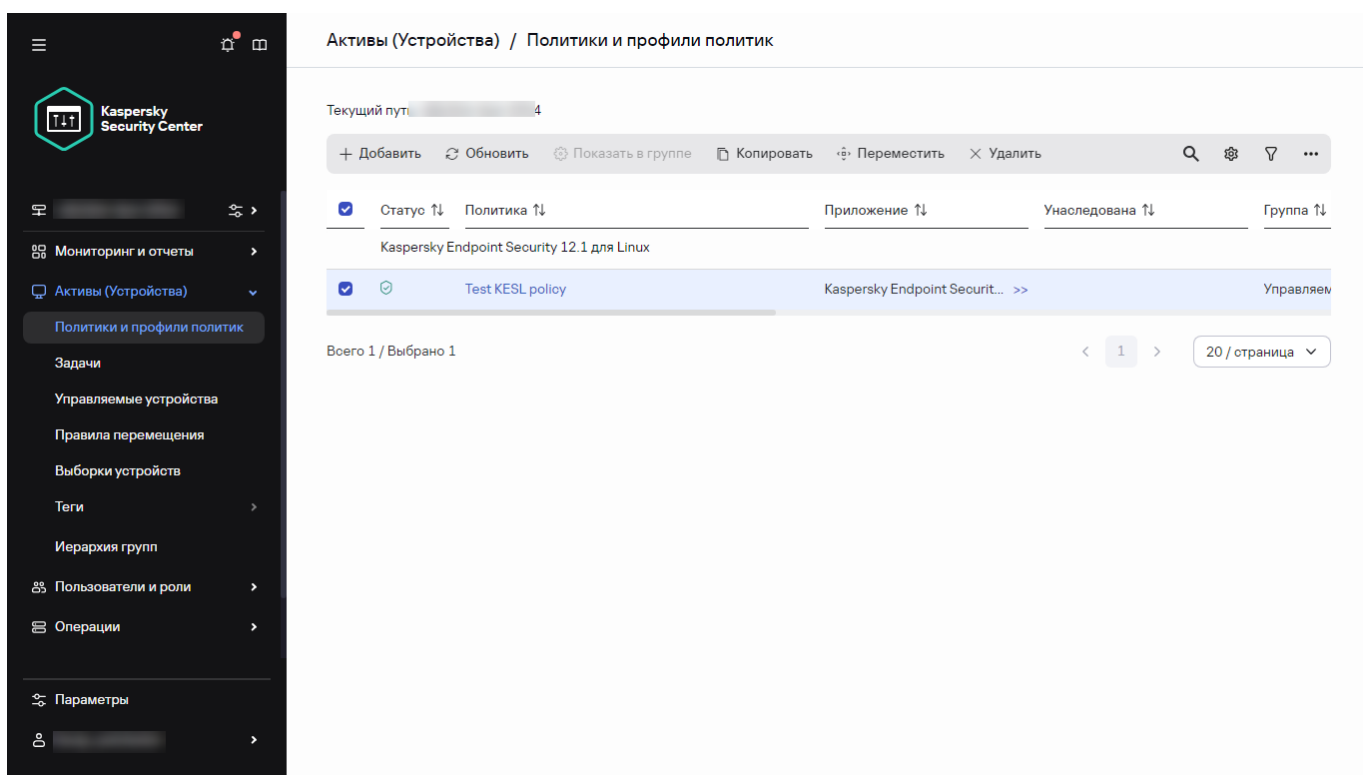 Kaspersky
Security Center
Мониторинг и отчеты
Активы (Устройства)
Политики и профили политик
Задачи
Управляемые устройства
Правила перемещения
Выборки устройств
Теги
Иерархия групп
Пользователи и роли
Операции
Параметры
Активы (Устройства) / Политики и профили политик
Текущий путь 4
Добавить Обновить Показать в группе Копировать Переместить Удалить
Статус Политика Приложение Унаследована Группа
Kaspersky Endpoint Security 12.1 для Linux
Test KESL policy Kaspersky Endpoint Securit... >> Управляем
Всего 1 / Выбрано 1 < 1 > 20 / страница